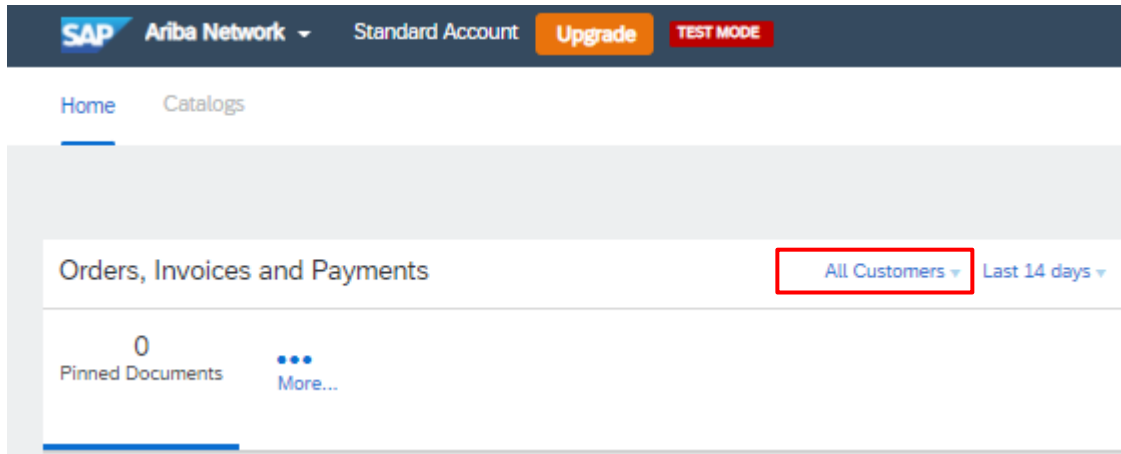 SAP Ariba Network Standard Account Upgrade TEST MODE
Home Catalogs
Orders, Invoices and Payments All Customers Last 14 days
0
Pinned Documents
More...